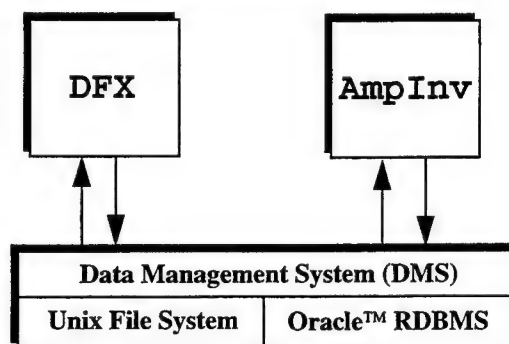 DFX
AmpInv
Data Management System (DMS)
Unix File System
Oracle™ RDBMS